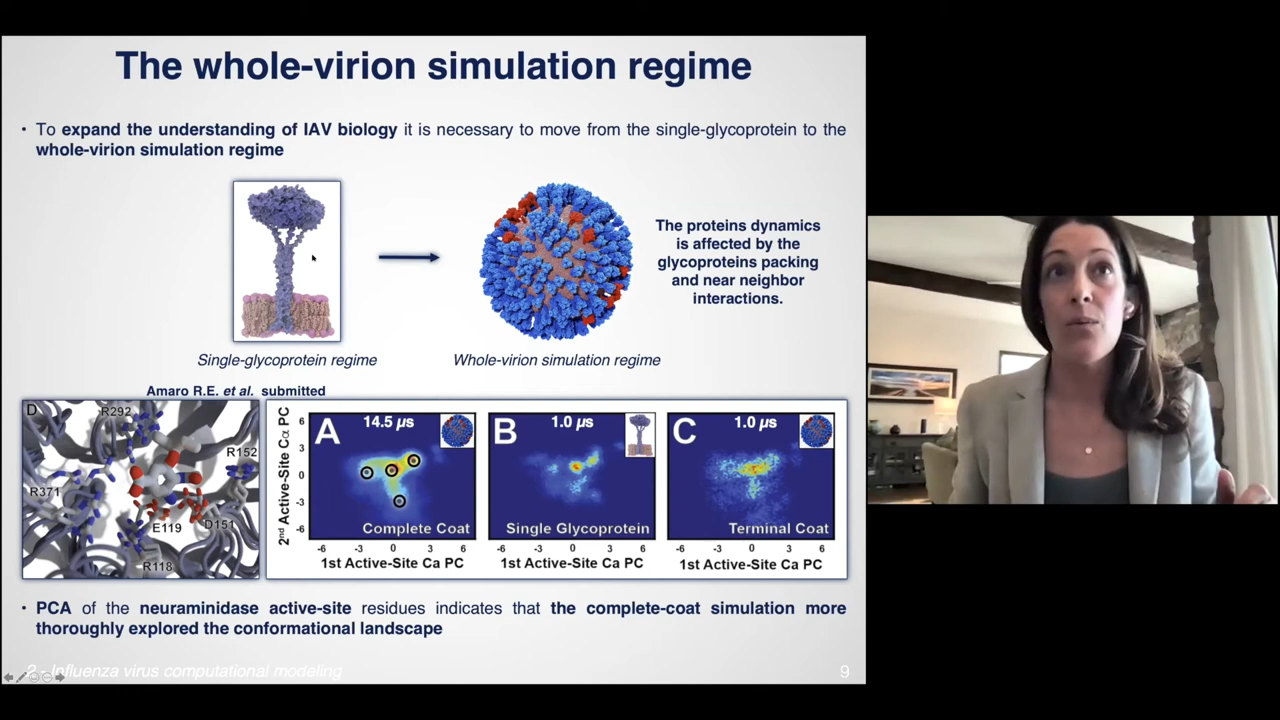 The whole-virion simulation regime
• To expand the understanding of IAV biology it is necessary to move from the single-glycoprotein to the
whole-virion simulation regime
The proteins dynamics
is affected by the
glycoproteins packing
and near neighbor
interactions.
Single-glycoprotein regime
Whole-virion simulation regime
Amaro R.E. et al. submitted
D
R292
R152
R371
E119
D151
R118
2nd Active-Site Cα PC
6
3
0
-3
-6
A
14.5 µs
Complete Coat
-6 -3 0 3 6
1st Active-Site Ca PC
B
1.0 µs
Single Glycoprotein
-6 -3 0 3 6
1st Active-Site Ca PC
C
1.0 µs
Terminal Coat
-6 -3 0 3 6
1st Active-Site Ca PC
• PCA of the neuraminidase active-site residues indicates that the complete-coat simulation more
thoroughly explored the conformational landscape
2 - Influenza virus computational modeling
9